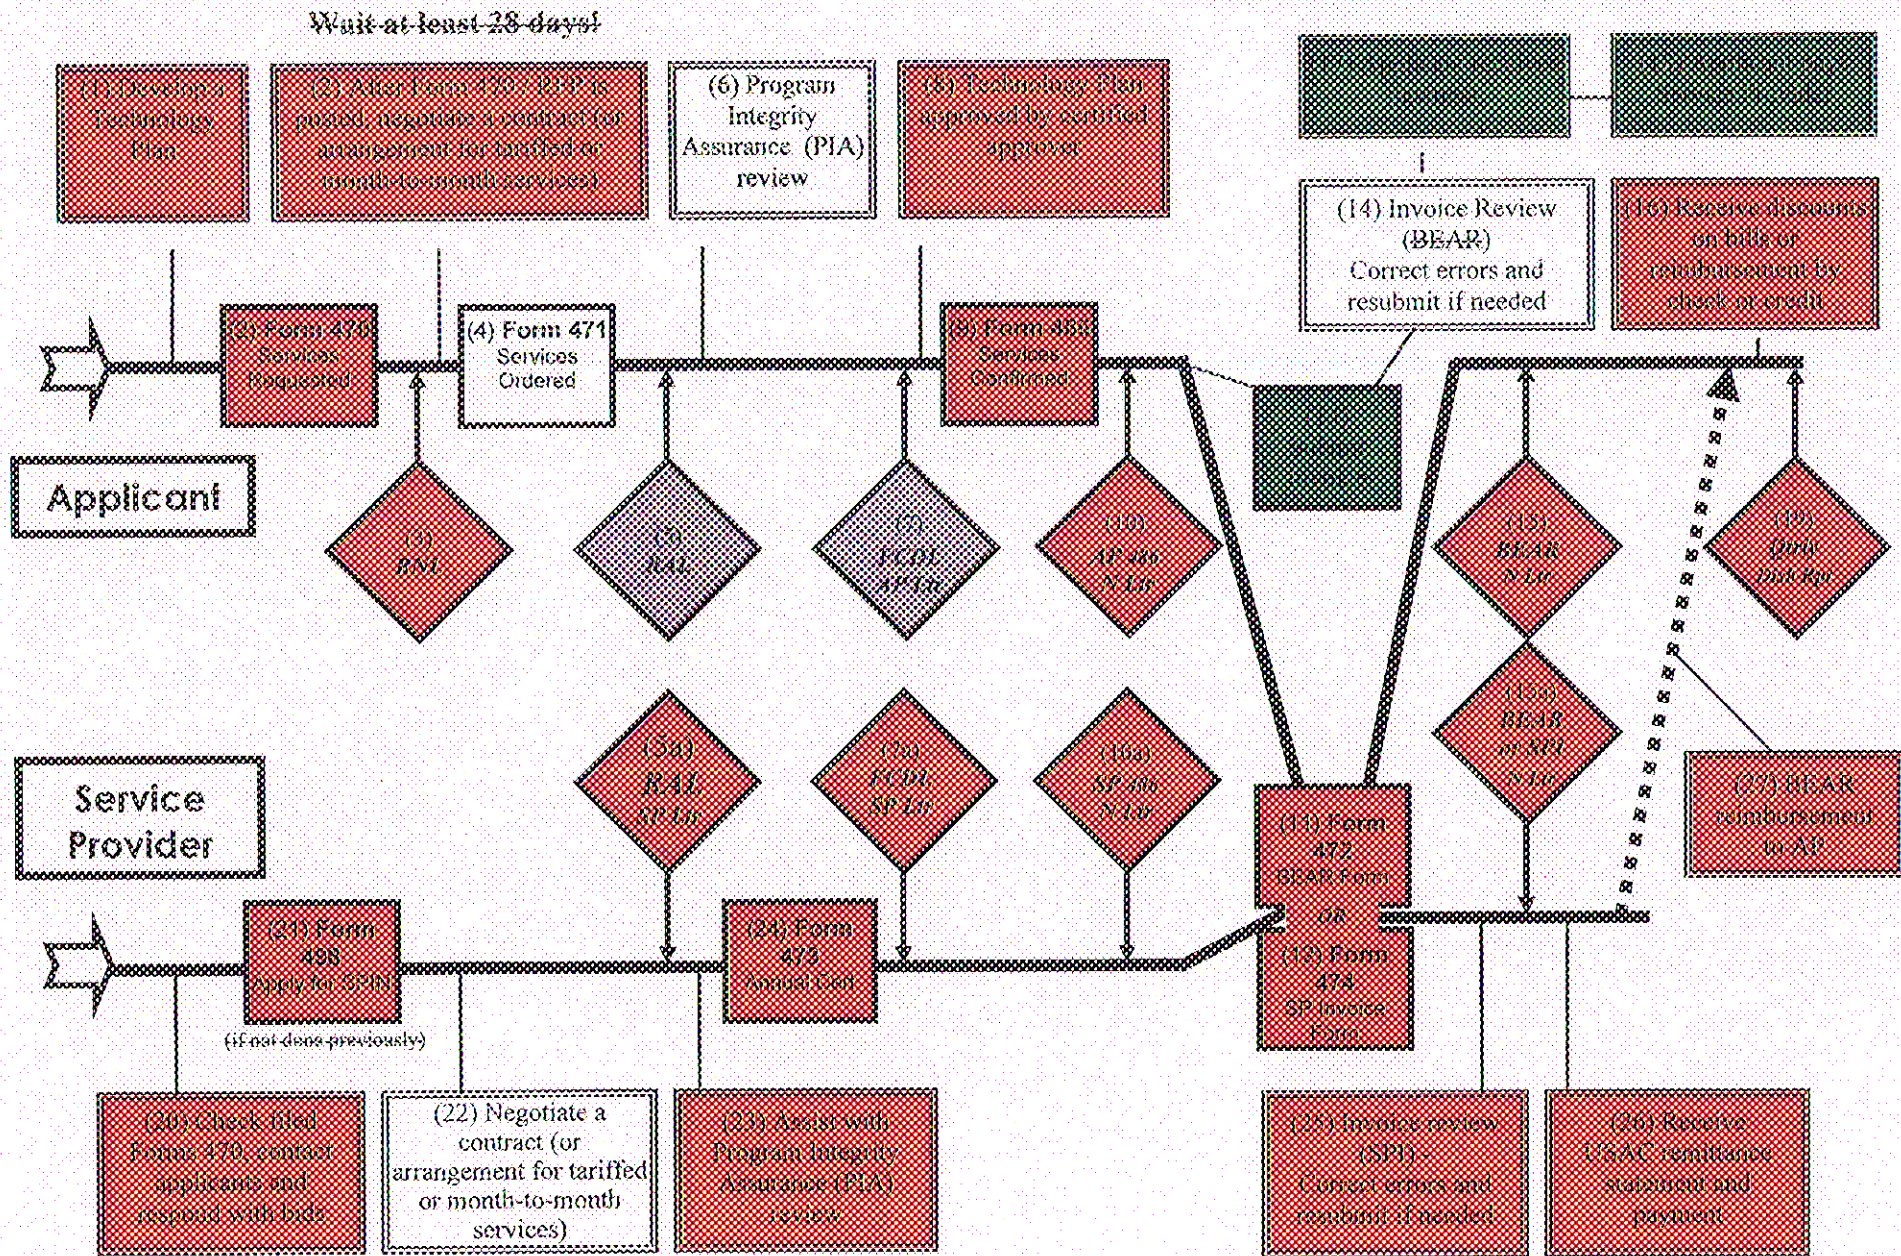 Wait at least 28 days!
(1) Develop a
Technology
Plan
(2) After Form 470 / RFP is
posted, negotiate a contract (or
arrangement for tariffed or
month-to-month services)
(6) Program
Integrity
Assurance (PIA)
review
(8) Technology Plan
approved by certified
approver
(14) Invoice Review
(BEAR)
Correct errors and
resubmit if needed
(16) Receive discounts
on bills or
reimbursement by
check or credit
Form 470
Services
Requested
(4) Form 471
Services
Ordered
(9) Form 486
Services
Confirmed
Applicant
(3)
RNL
RAL
FCDL
AP Ltr
(10)
AP 486
N Ltr
(15)
BEAR
N Ltr
(19)
Qtrly
Disb Rpt
(5a)
RAL
SP Ltr
(7a)
FCDL
SP Ltr
(10a)
SP 486
N Ltr
(15a)
BEAR
or SPI
N Ltr
Service
Provider
(27) BEAR
reimbursement
to AP
(11) Form
472
BEAR Form
OR
Form
474
SP Invoice
Form
(21) Form
498
Apply for SPIN
(if not done previously)
(24) Form
473
Annual Cert
(20) Check filed
Forms 470, contact
applicants and
respond with bids
(22) Negotiate a
contract (or
arrangement for tariffed
or month-to-month
services)
(23) Assist with
Program Integrity
Assurance (PIA)
review
(25) Invoice review
(SPI) -
Correct errors and
resubmit if needed
(26) Receive
USAC remittance
statement and
payment